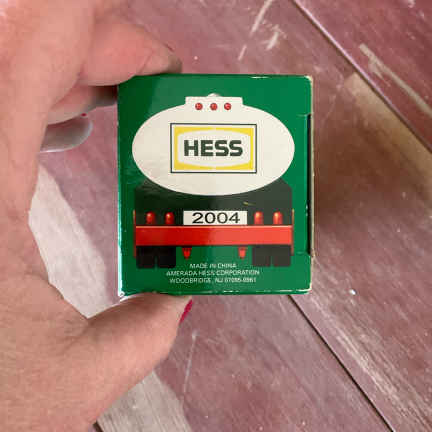 HESS
2004
MADE IN CHINA
AMERADA HESS CORPORATION
WOODBRIDGE, NJ 07095-0961